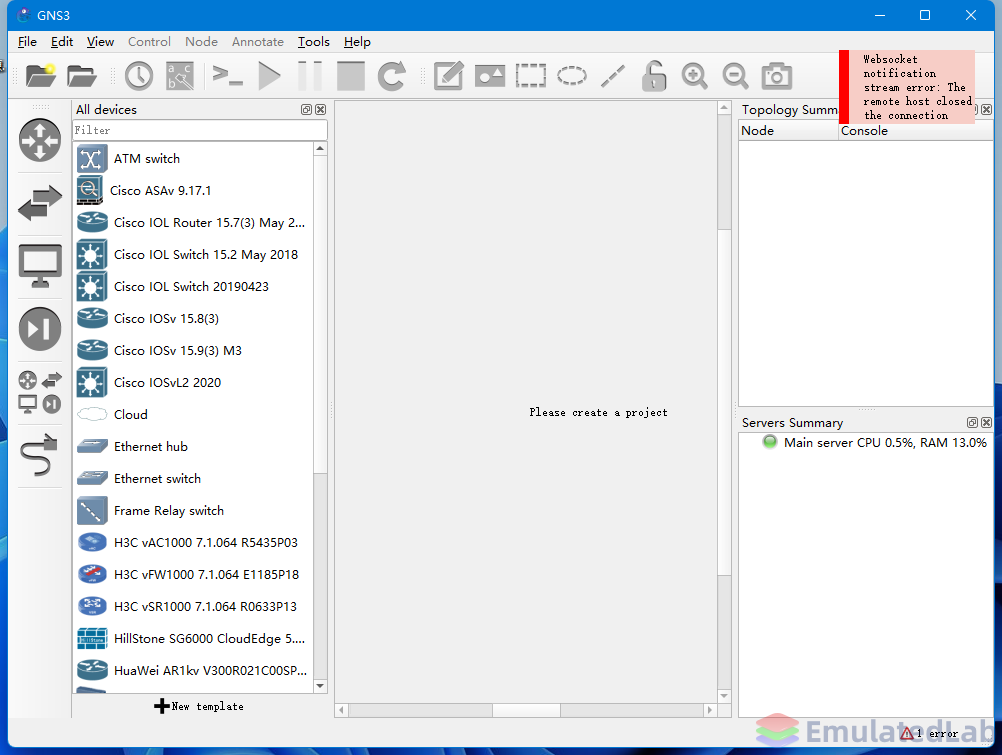 GNS3
File Edit View Control Node Annotate Tools Help
Websocket
notification
stream error: The
remote host closed
the connection
All devices
Filter
ATM switch
Cisco ASAv 9.17.1
Cisco IOL Router 15.7(3) May 2...
Cisco IOL Switch 15.2 May 2018
Cisco IOL Switch 20190423
Cisco IOSv 15.8(3)
Cisco IOSv 15.9(3) M3
Cisco IOSvL2 2020
Cloud
Ethernet hub
Ethernet switch
Frame Relay switch
H3C vAC1000 7.1.064 R5435P03
H3C vFW1000 7.1.064 E1185P18
H3C vSR1000 7.1.064 R0633P13
HillStone SG6000 CloudEdge 5....
HuaWei AR1kv V300R021C00SP...
New template
Please create a project
Topology Summ
Node Console
Servers Summary
Main server CPU 0.5%, RAM 13.0%
EmulatedLab
1 error